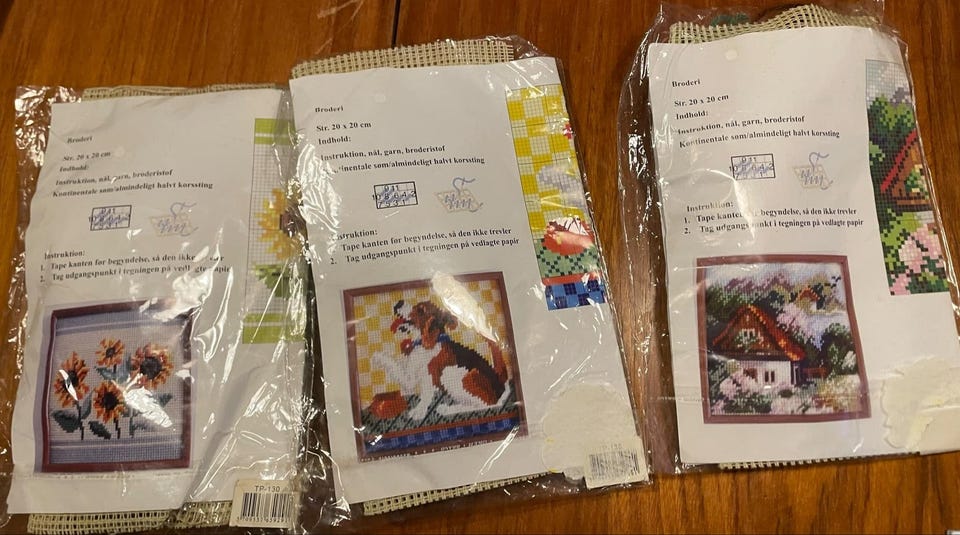 Broderi
Str. 20 x 20 cm
Indhold:
Instruktion, nål, garn, broderistof
Kontinentale søm/almindeligt halvt korssting
Instruktion:
1. Tape kanten før begyndelse, så den ikke
2. Tag udgangspunkt i tegningen på vedlagte papir
TP-130
Broderi
Str. 20 x 20 cm
Indhold:
Instruktion, nål, garn, broderistof
Kontinentale søm/almindeligt halvt korssting
Instruktion:
1. Tape kanten før begyndelse, så den ikke trevler
2. Tag udgangspunkt i tegningen på vedlagte papir
TP-130
Broderi
Str. 20 x 20 cm
Indhold:
Instruktion, nål, garn, broderistof
Kontinentale søm/almindeligt halvt korssting
Instruktion:
1. Tape kanten før begyndelse, så den ikke trevler
2. Tag udgangspunkt i tegningen på vedlagte papir